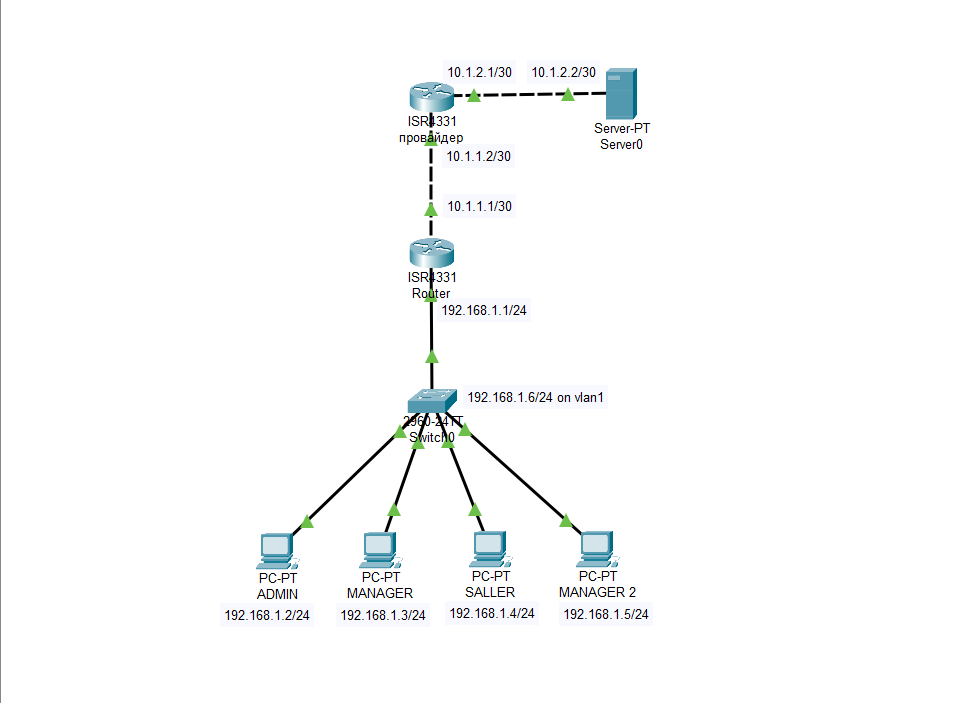 10.1.2.1/30
10.1.2.2/30
ISR4331
провайдер
Server-PT
Server0
10.1.1.2/30
10.1.1.1/30
ISR4331
Router
192.168.1.1/24
192.168.1.6/24 on vlan1
2960-24TT
Switch0
PC-PT
ADMIN
PC-PT
MANAGER
PC-PT
SALLER
PC-PT
MANAGER 2
192.168.1.2/24
192.168.1.3/24
192.168.1.4/24
192.168.1.5/24